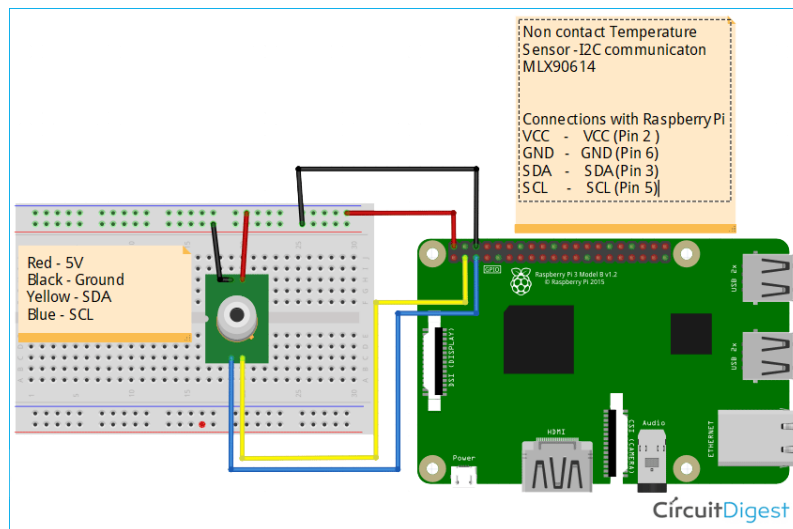 Non contact Temperature
Sensor -I2C communicaton
MLX90614
Connections with Raspberry Pi
VCC - VCC (Pin 2 )
GND - GND (Pin 6)
SDA - SDA (Pin 3)
SCL - SCL (Pin 5)
Red - 5V
Black - Ground
Yellow - SDA
Blue - SCL
GPIO
Raspberry Pi 3 Model B v1.2
© Raspberry Pi 2015
USB 2x
USB 2x
DSI (DISPLAY)
CSI (CAMERA)
HDMI
Audio
ETHERNET
Power
CircuitDigest